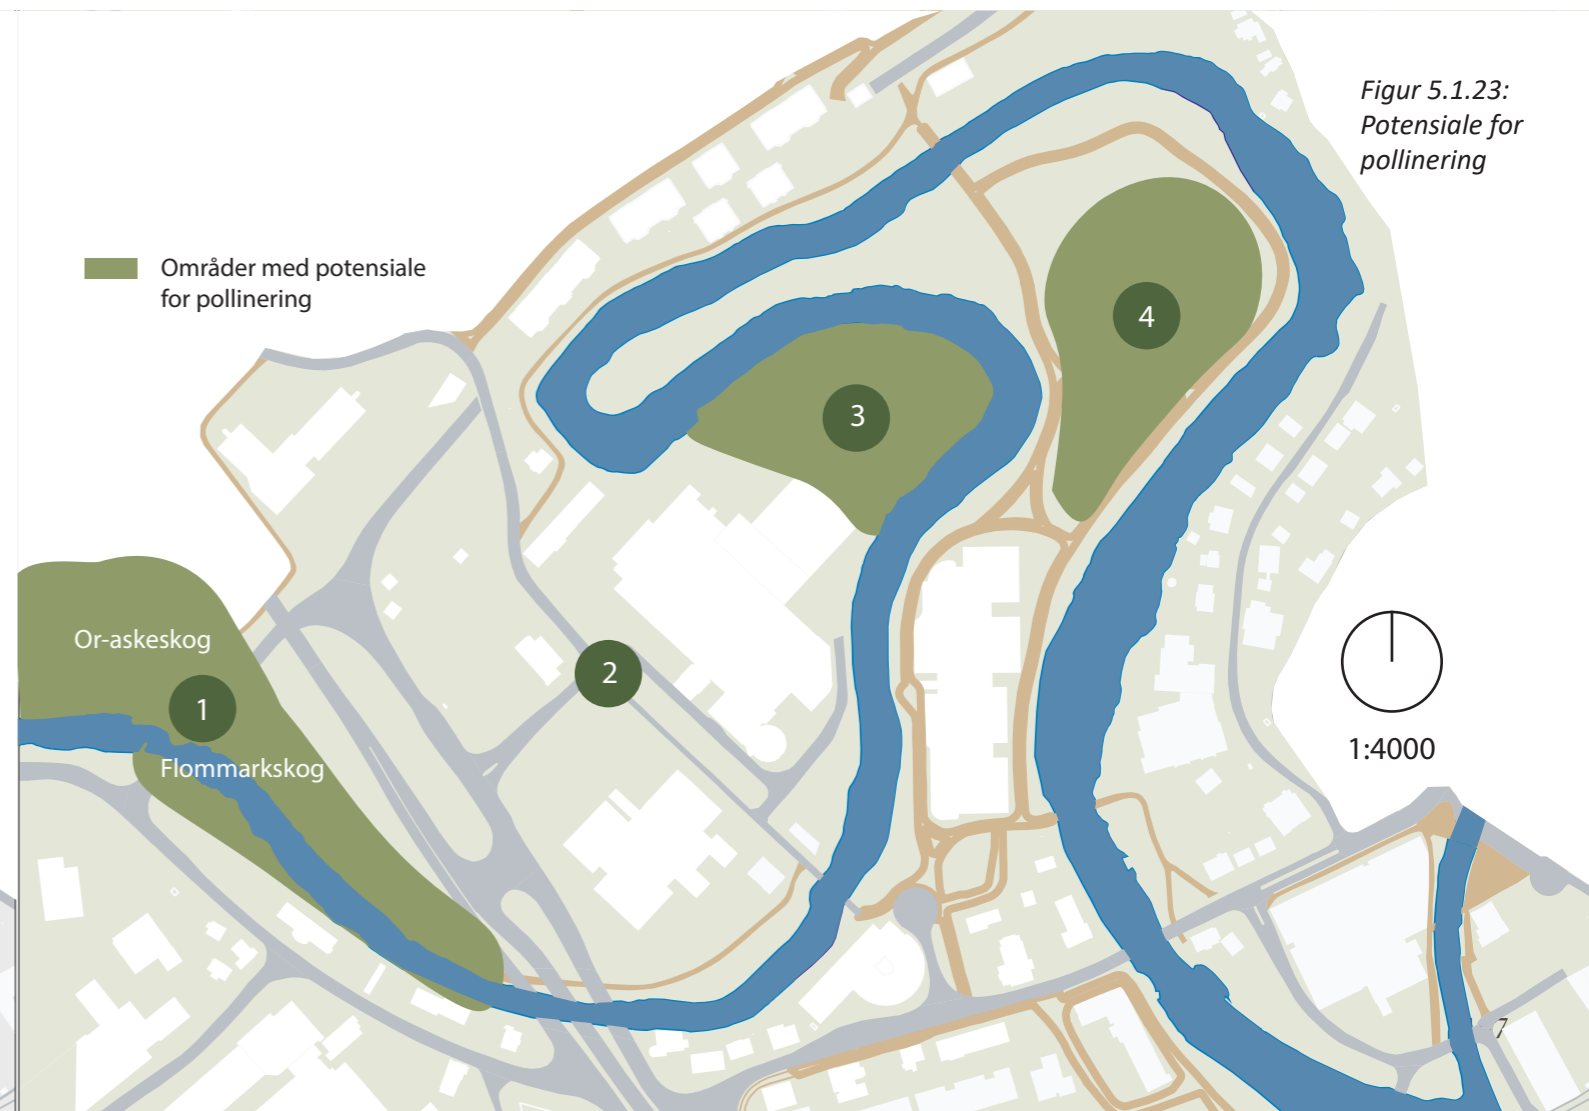 Figur 5.1.23:
Potensiale for
pollinering
Områder med potensiale
for pollinering
4
3
Or-askeskog
2
1
Flommarkskog
1:4000
7